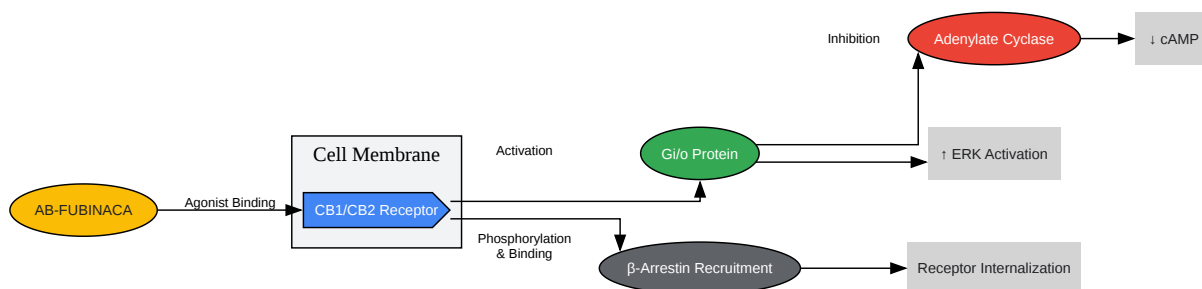 AB-FUBINACA
Agonist Binding
Cell Membrane
CB1/CB2 Receptor
Activation
Phosphorylation
& Binding
Gi/o Protein
β-Arrestin Recruitment
Inhibition
Adenylate Cyclase
↓ cAMP
↑ ERK Activation
Receptor Internalization